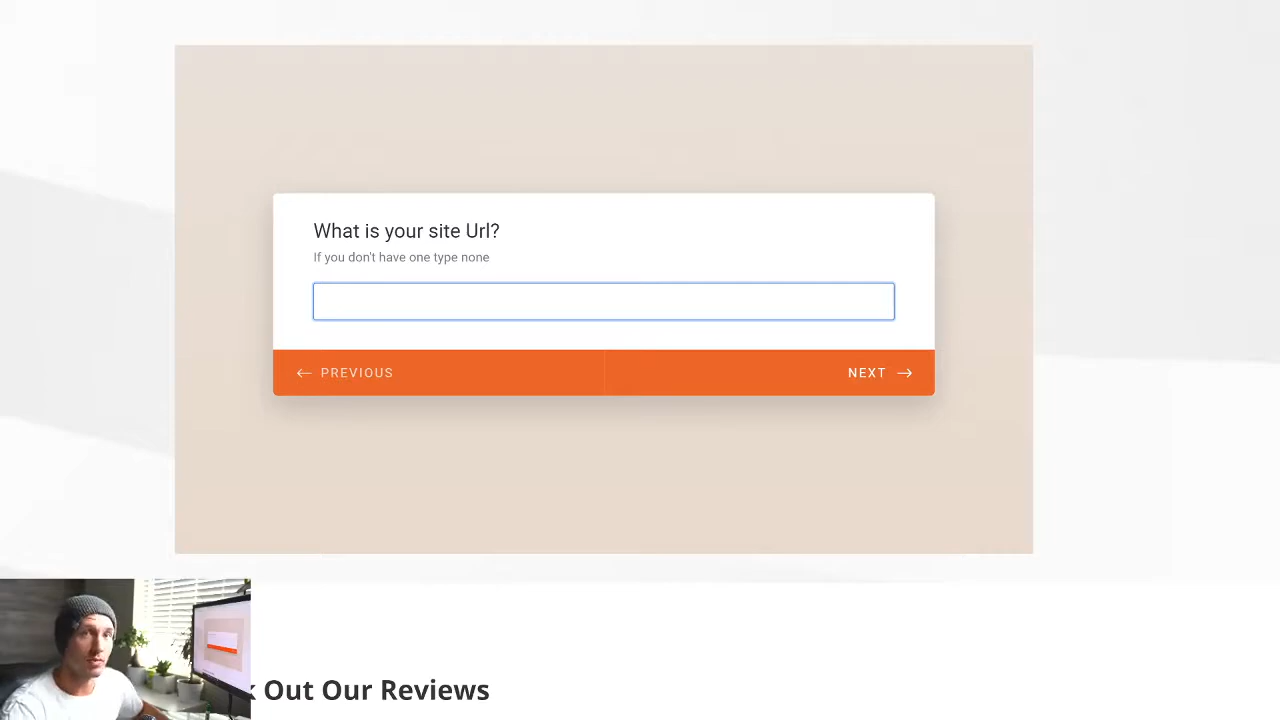 What is your site Url?
If you don't have one type none
← PREVIOUS
NEXT →
Out Our Reviews